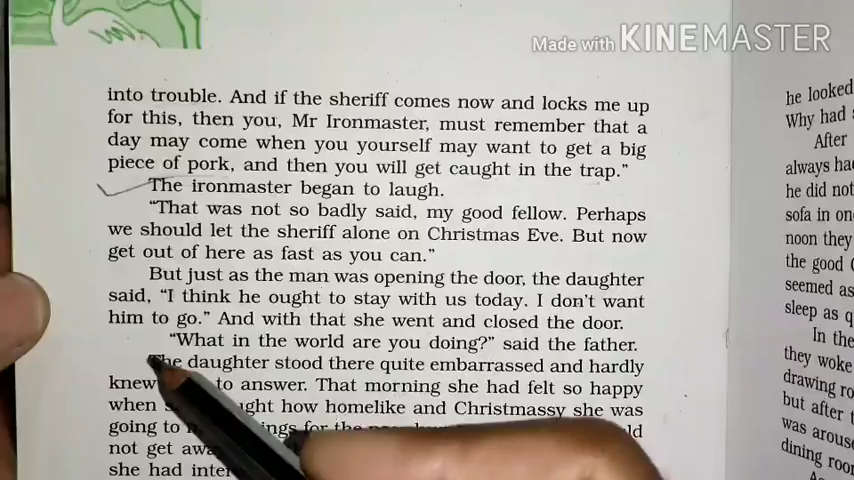 Made with KINEMASTER
into trouble. And if the sheriff comes now and locks me up
for this, then you, Mr Ironmaster, must remember that a
day may come when you yourself may want to get a big
piece of pork, and then you will get caught in the trap.”
The ironmaster began to laugh.
“That was not so badly said, my good fellow. Perhaps
we should let the sheriff alone on Christmas Eve. But now
get out of here as fast as you can.”
But just as the man was opening the door, the daughter
said, “I think he ought to stay with us today. I don’t want
him to go.” And with that she went and closed the door.
“What in the world are you doing?” said the father.
The daughter stood there quite embarrassed and hardly
knew to answer. That morning she had felt so happy
when how homelike and Christmassy she was
going to for the
not get
she had
he looked
Why had
After
always
he did not
sofa in
noon they
the good
seemed as
sleep as
In the
they woke
drawing
but after
was
dining